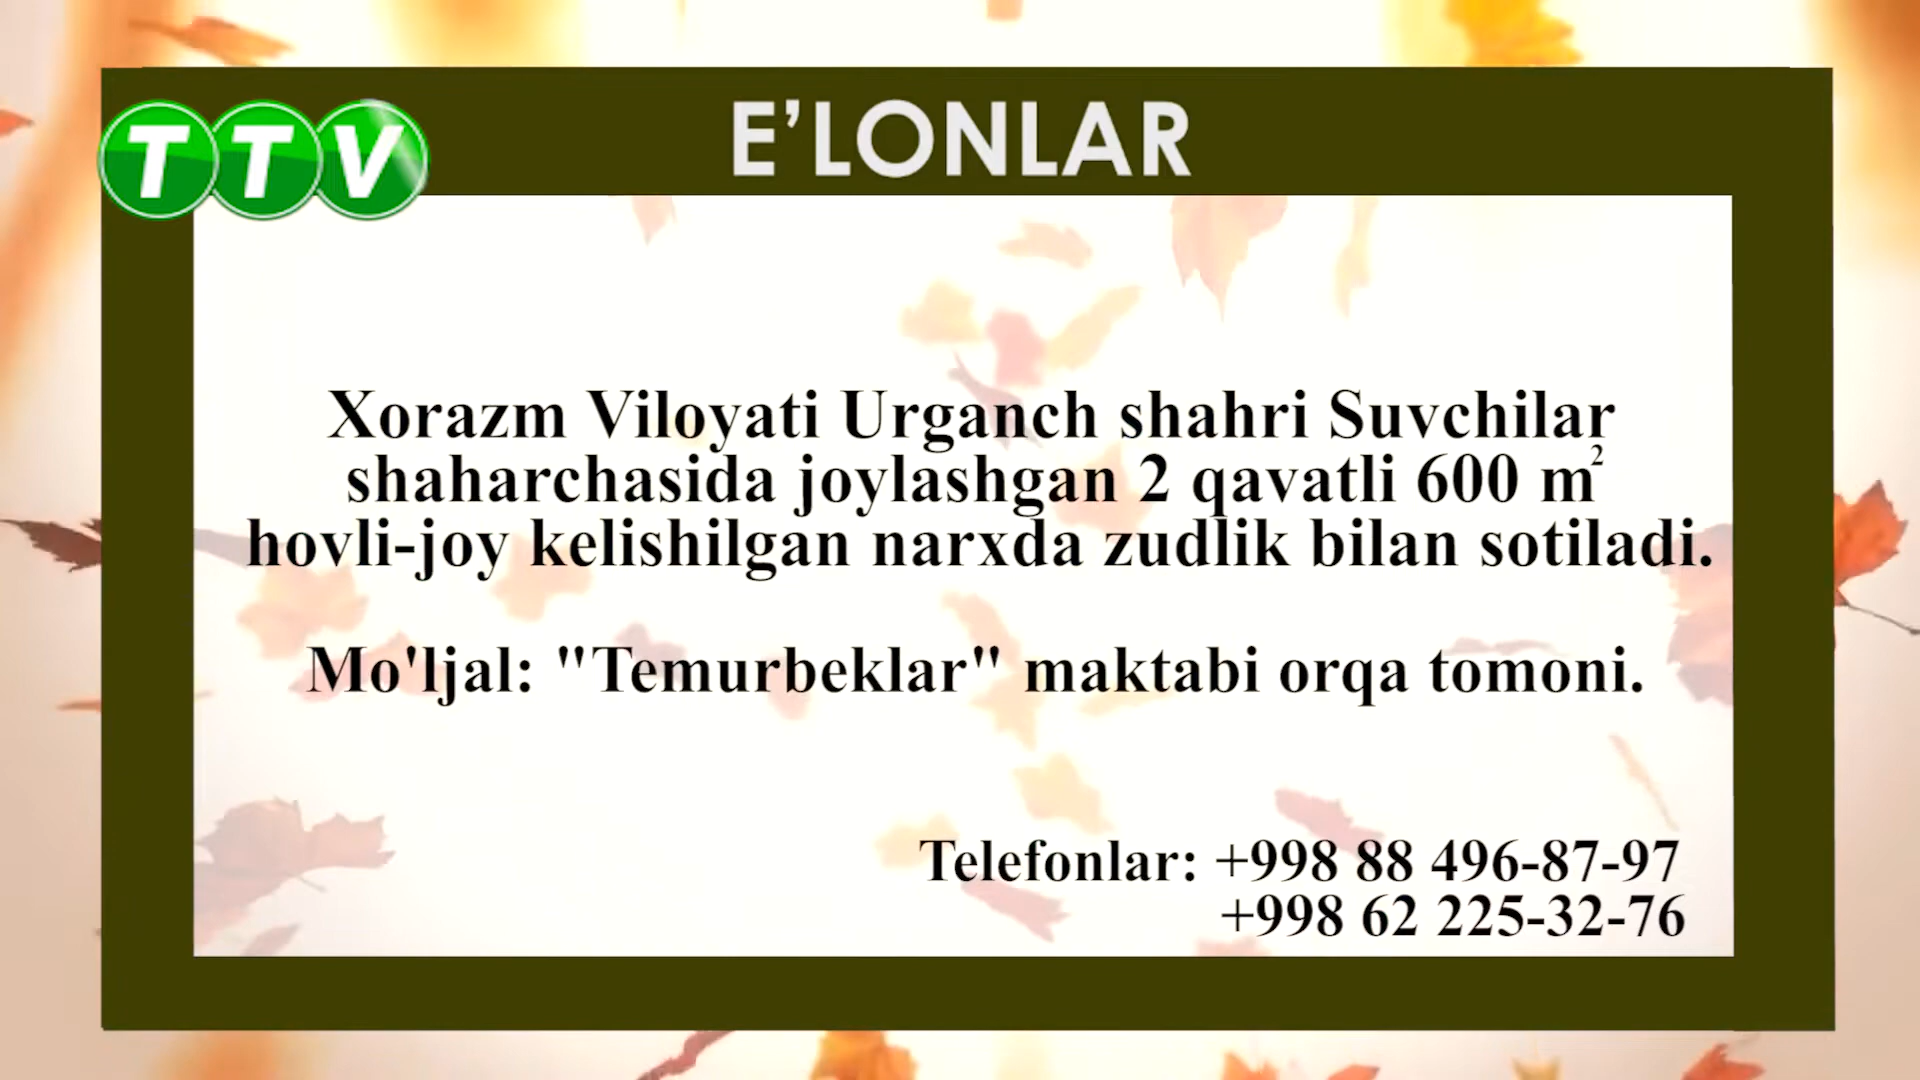 TTV
E’LONLAR
Xorazm Viloyati Urganch shahri Suvchilar
shaharchasida joylashgan 2 qavatli 600 m²
hovli-joy kelishilgan narxda zudlik bilan sotiladi.
Mo'ljal: "Temurbeklar" maktabi orqa tomoni.
Telefonlar: +998 88 496-87-97
+998 62 225-32-76